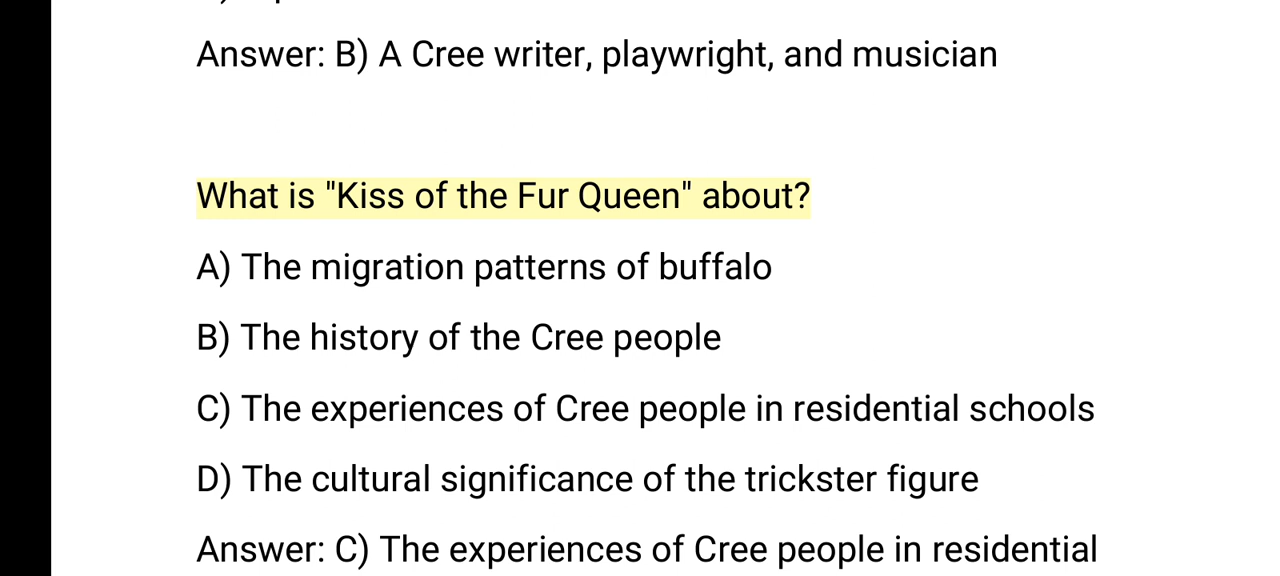 Answer: B) A Cree writer, playwright, and musician
What is "Kiss of the Fur Queen" about?
A) The migration patterns of buffalo
B) The history of the Cree people
C) The experiences of Cree people in residential schools
D) The cultural significance of the trickster figure
Answer: C) The experiences of Cree people in residential